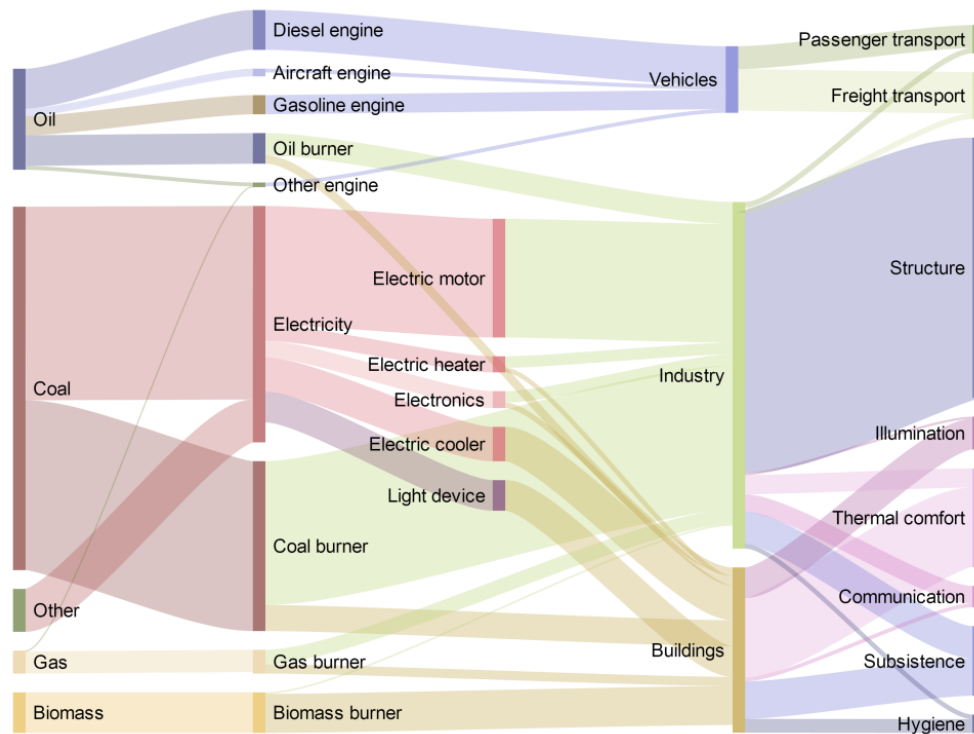 Oil
Coal
Other
Gas
Biomass
Diesel engine
Aircraft engine
Gasoline engine
Oil burner
Other engine
Electricity
Coal burner
Gas burner
Biomass burner
Electric motor
Electric heater
Electronics
Electric cooler
Light device
Vehicles
Industry
Buildings
Passenger transport
Freight transport
Structure
Illumination
Thermal comfort
Communication
Subsistence
Hygiene